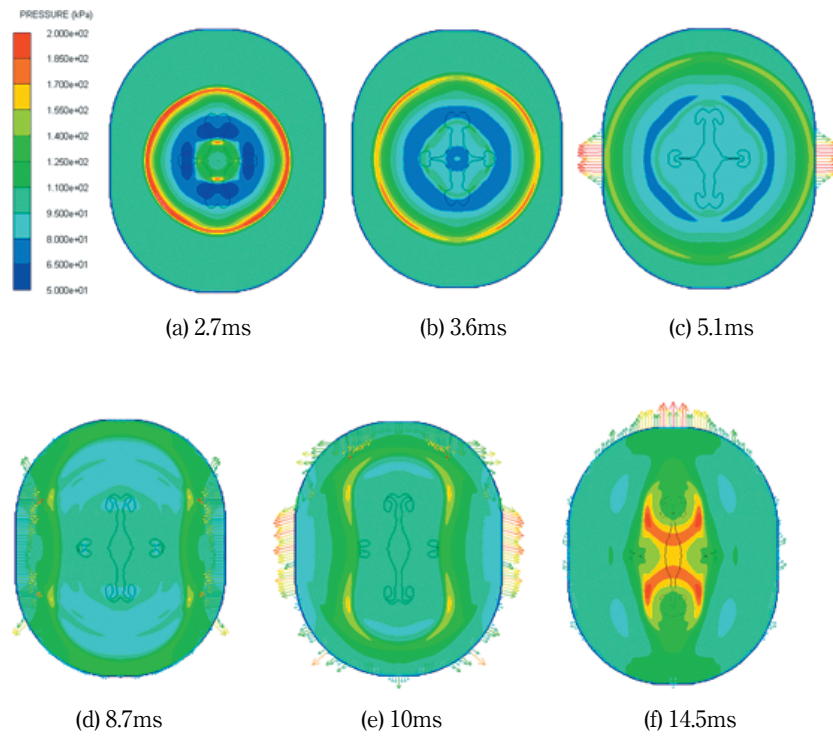 PRESSURE (kPa)
2.000e+02
1.850e+02
1.700e+02
1.550e+02
1.400e+02
1.250e+02
1.100e+02
9.500e+01
8.000e+01
6.500e+01
5.000e+01
(a) 2.7ms
(b) 3.6ms
(c) 5.1ms
(d) 8.7ms
(e) 10ms
(f) 14.5ms